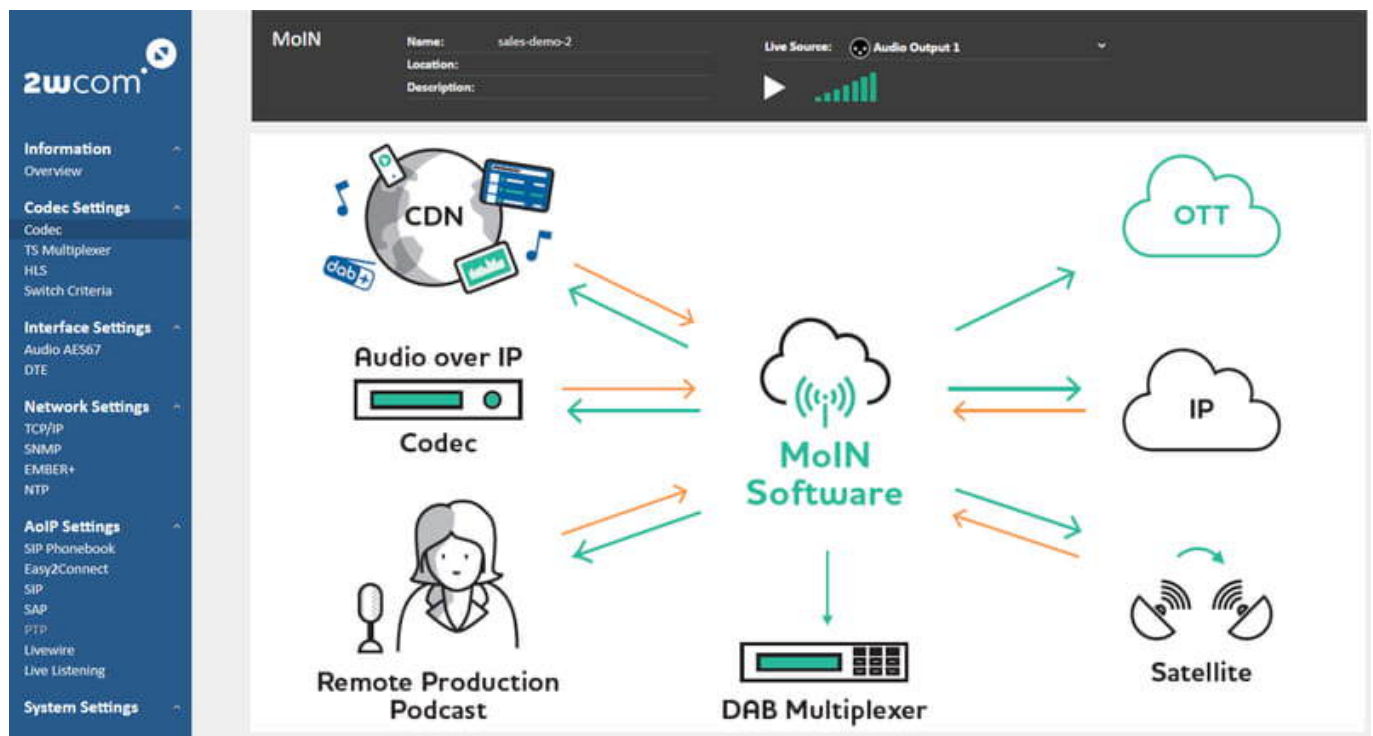 2wcom
Information
Overview
Codec Settings
Codec
TS Multiplexer
HLS
Switch Criteria
Interface Settings
Audio AES67
DTE
Network Settings
TCP/IP
SNMP
EMBER+
NTP
AoIP Settings
SIP Phonebook
Easy2Connect
SIP
SAP
PTP
Livewire
Live Listening
System Settings
MoIN
Name: sales-demo-2
Location:
Description:
Live Source: Audio Output 1
CDN
dab+
OTT
Audio over IP
Codec
MoIN
Software
IP
Remote Production
Podcast
DAB Multiplexer
Satellite